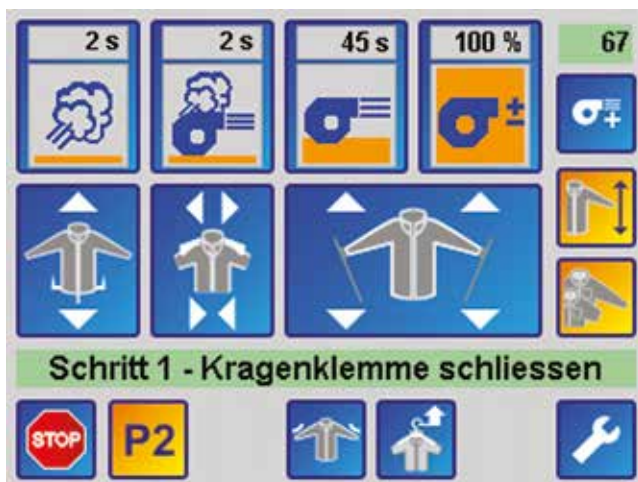 2 s
2 s
45 s
100 %
67
Schritt 1 - Kragenklemme schliessen
STOP
P2